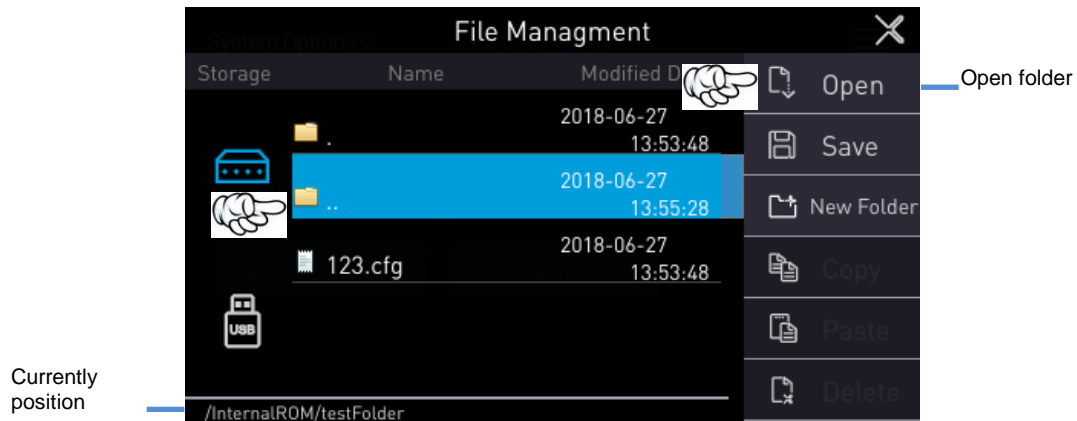 System Options
File Managment
Storage Name Modified D
Open
Open folder
2018-06-27
. 13:53:48
Save
2018-06-27
.. 13:55:28
New Folder
2018-06-27
123.cfg 13:53:48
Copy
USB
Paste
Currently
position
/InternalROM/testFolder
Delete